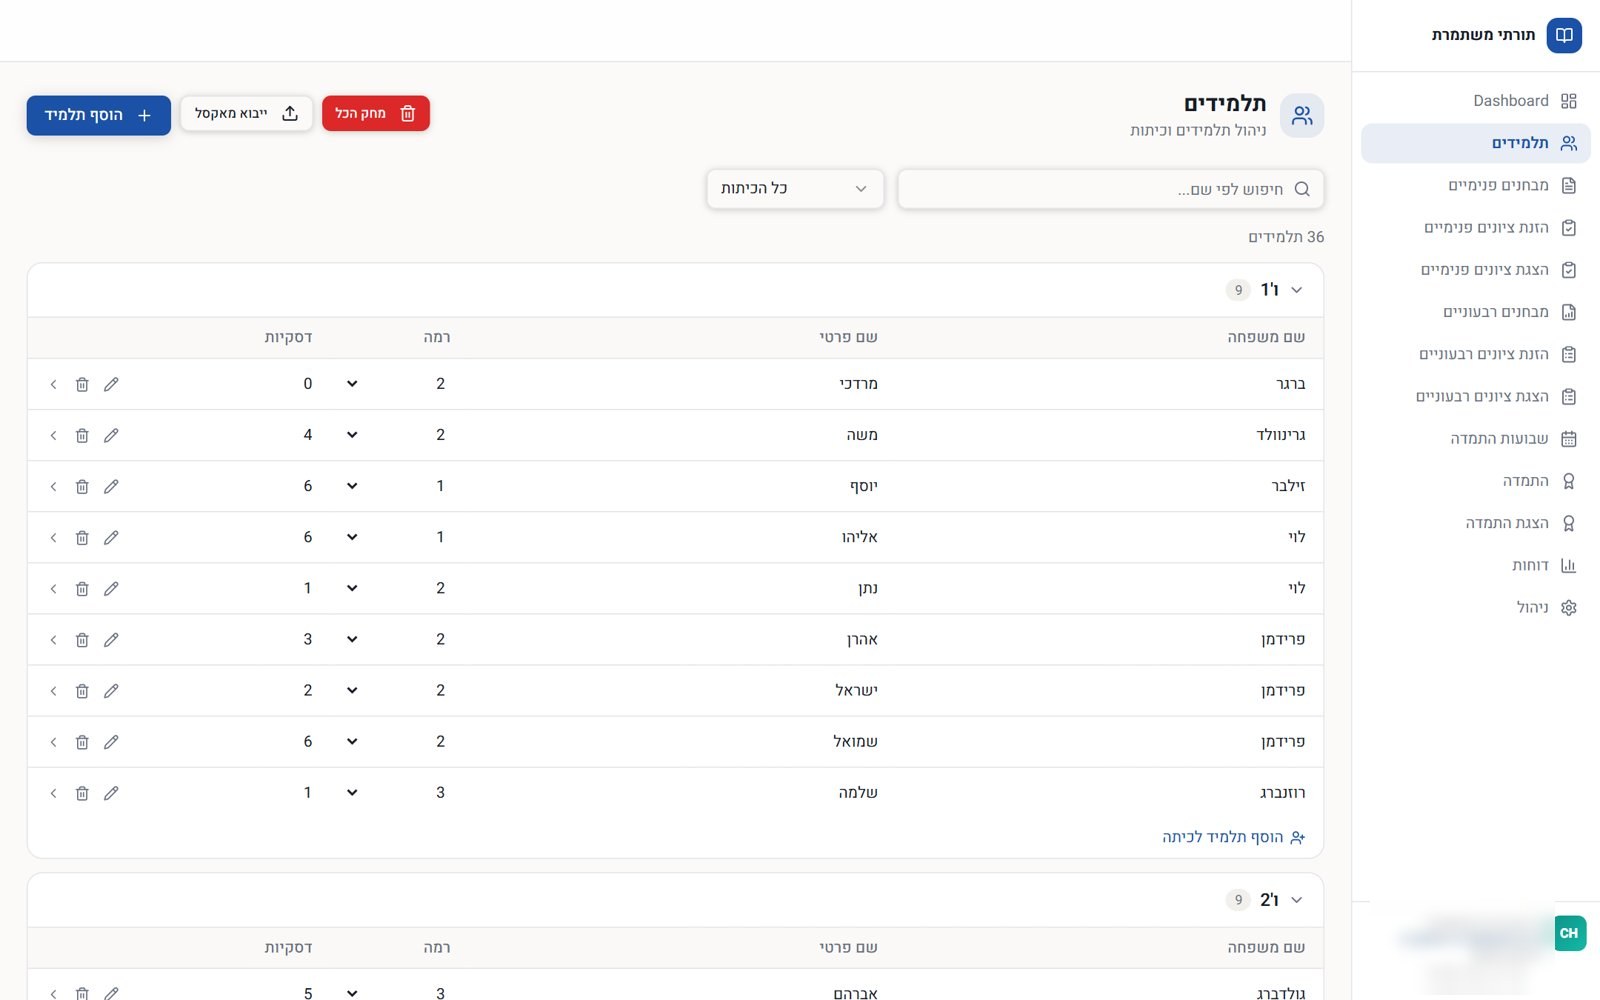 תורתי משתמרת
Dashboard
תלמידים
מבחנים פנימיים
הזנת ציונים פנימיים
הצגת ציונים פנימיים
מבחנים רבעוניים
הזנת ציונים רבעוניים
הצגת ציונים רבעוניים
שבועות התמדה
התמדה
הצגת התמדה
דוחות
ניהול
CH
תלמידים
ניהול תלמידים וכיתות
מחק הכל
ייבוא מאקסל
הוסף תלמיד
חיפוש לפי שם...
כל הכיתות
36 תלמידים
ו'1 9
שם משפחה שם פרטי רמה דסקיות
ברגר מרדכי 2 0
גרינוולד משה 2 4
זילבר יוסף 1 6
לוי אליהו 1 6
לוי נתן 2 1
פרידמן אהרן 2 3
פרידמן ישראל 2 2
פרידמן שמואל 2 6
רוזנברג שלמה 3 1
הוסף תלמיד לכיתה
ו'2 9
שם משפחה שם פרטי רמה דסקיות
גולדברג אברהם 3 5